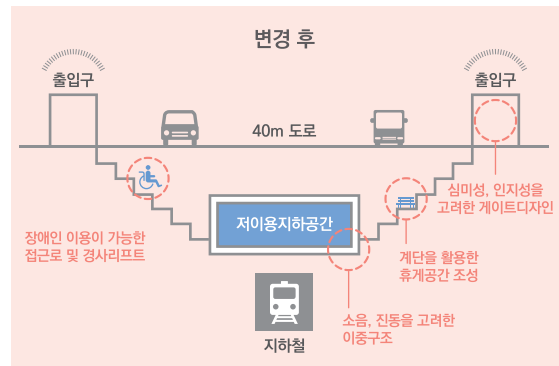 변경 후
출입구
출입구
40m 도로
심미성, 인지성을
고려한 게이트디자인
저이용지하공간
장애인 이용이 가능한
접근로 및 경사리프트
계단을 활용한
휴게공간 조성
소음, 진동을 고려한
이중구조
지하철